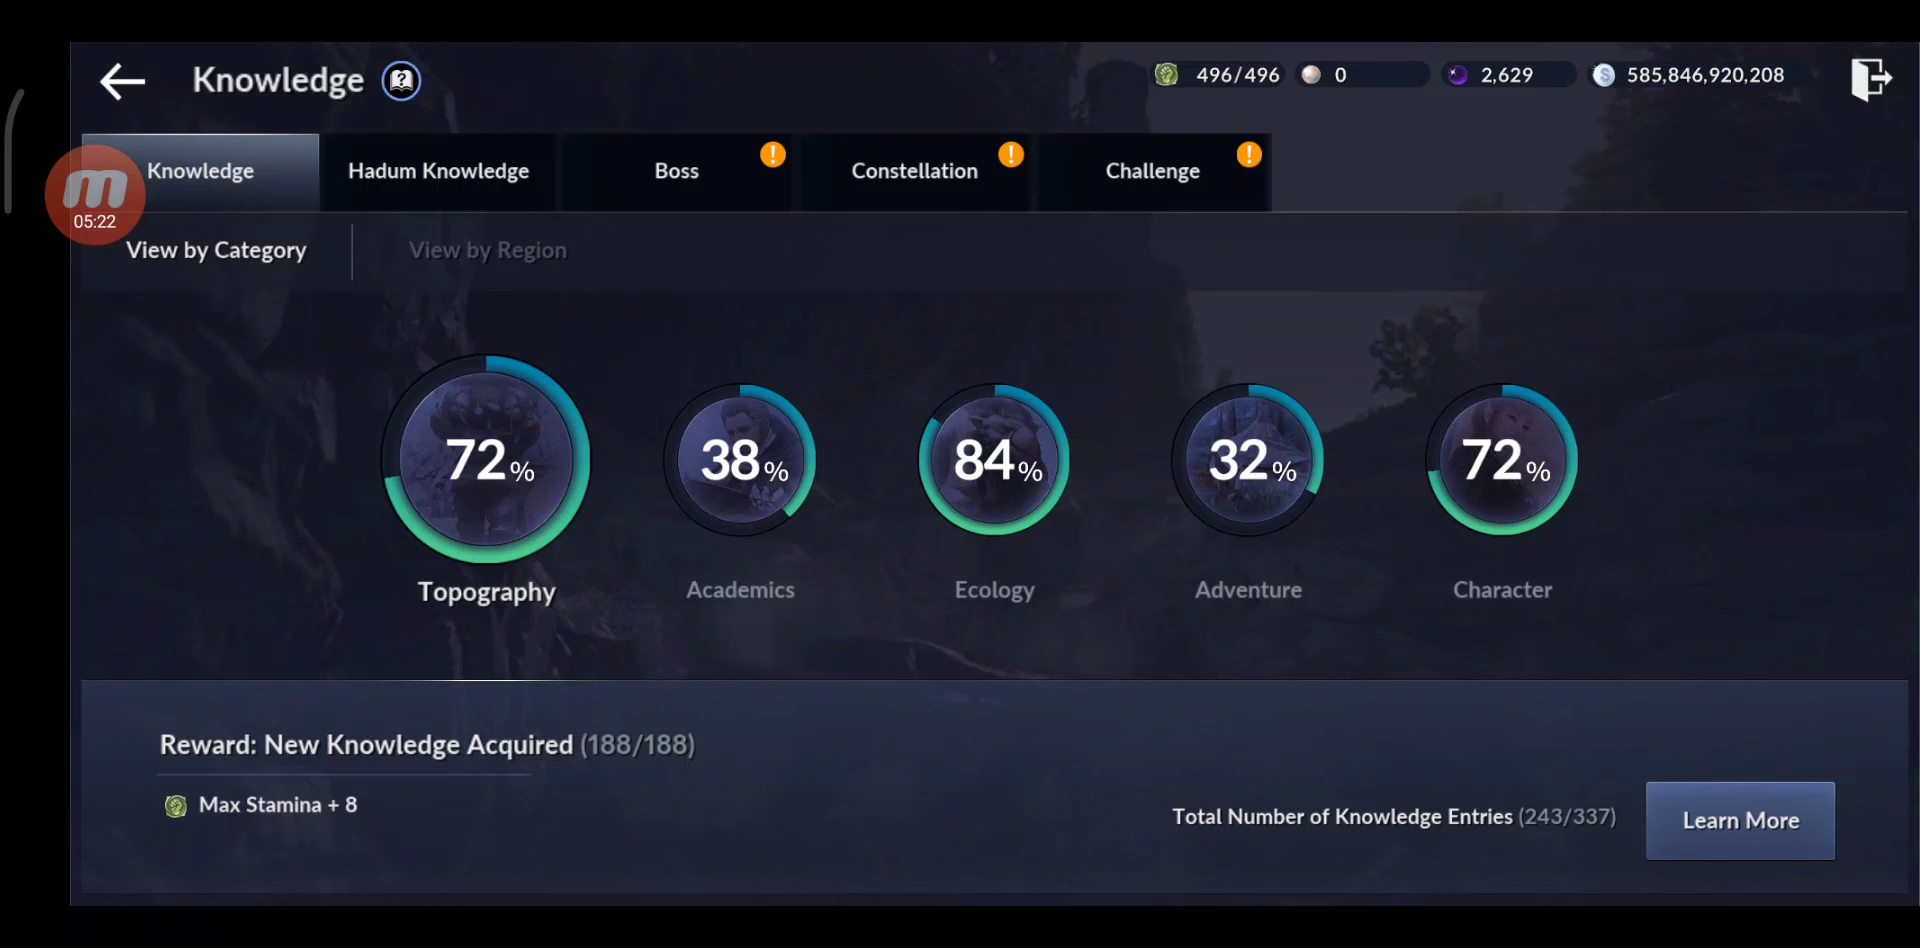 Knowledge
496/496
0
2,629
585,846,920,208
Knowledge
Hadum Knowledge
Boss
!
Constellation
!
Challenge
!
m
05:22
View by Category
View by Region
72%
38%
84%
32%
72%
Topography
Academics
Ecology
Adventure
Character
Reward: New Knowledge Acquired (188/188)
Max Stamina + 8
Total Number of Knowledge Entries (243/337)
Learn More